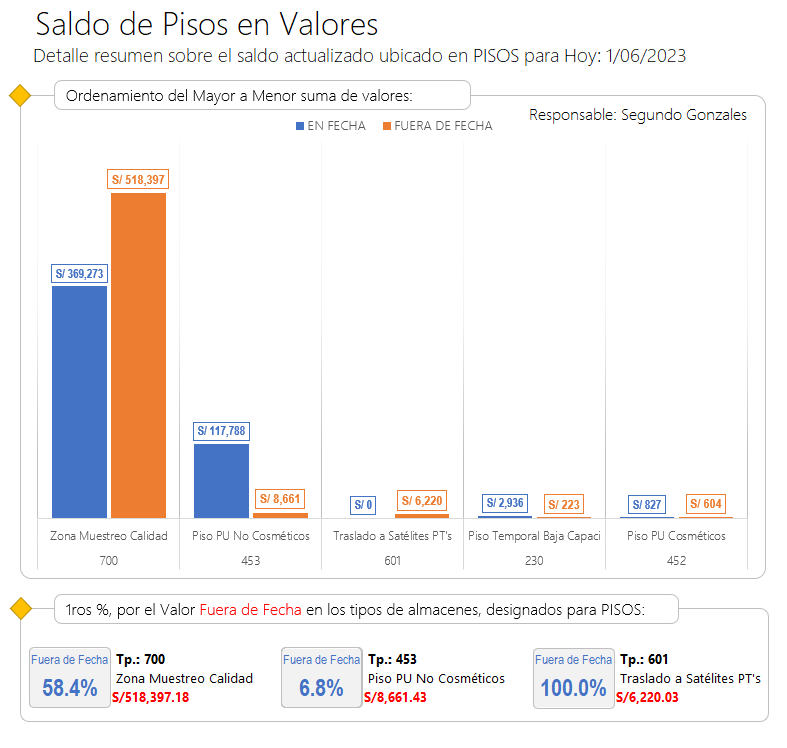 Saldo de Pisos en Valores
Detalle resumen sobre el saldo actualizado ubicado en PISOS para Hoy: 1/06/2023
Ordenamiento del Mayor a Menor suma de valores:
Responsable: Segundo Gonzales
EN FECHA FUERA DE FECHA
S/ 518,397
S/ 369,273
S/ 117,788
S/ 8,661
S/ 0
S/ 6,220
S/ 2,936
S/ 223
S/ 827
S/ 604
Zona Muestreo Calidad Piso PU No Cosméticos Traslado a Satélites PT's Piso Temporal Baja Capaci Piso PU Cosméticos
700 453 601 230 452
1ros %, por el Valor Fuera de Fecha en los tipos de almacenes, designados para PISOS:
Fuera de Fecha
58.4%
Tp.: 700
Zona Muestreo Calidad
S/518,397.18
Fuera de Fecha
6.8%
Tp.: 453
Piso PU No Cosméticos
S/8,661.43
Fuera de Fecha
100.0%
Tp.: 601
Traslado a Satélites PT's
S/6,220.03